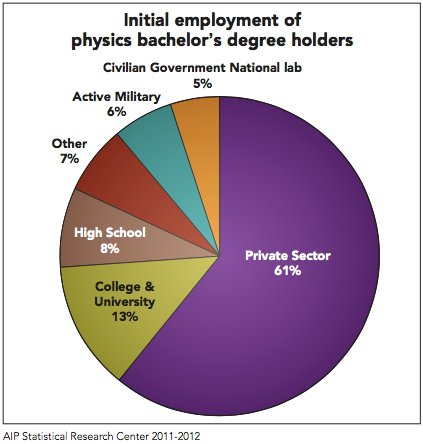 Initial employment of
physics bachelor's degree holders
Civilian Government National lab
5%
Active Military
6%
Other
7%
High School
8%
Private Sector
61%
College &
University
13%
AIP Statistical Research Center 2011-2012